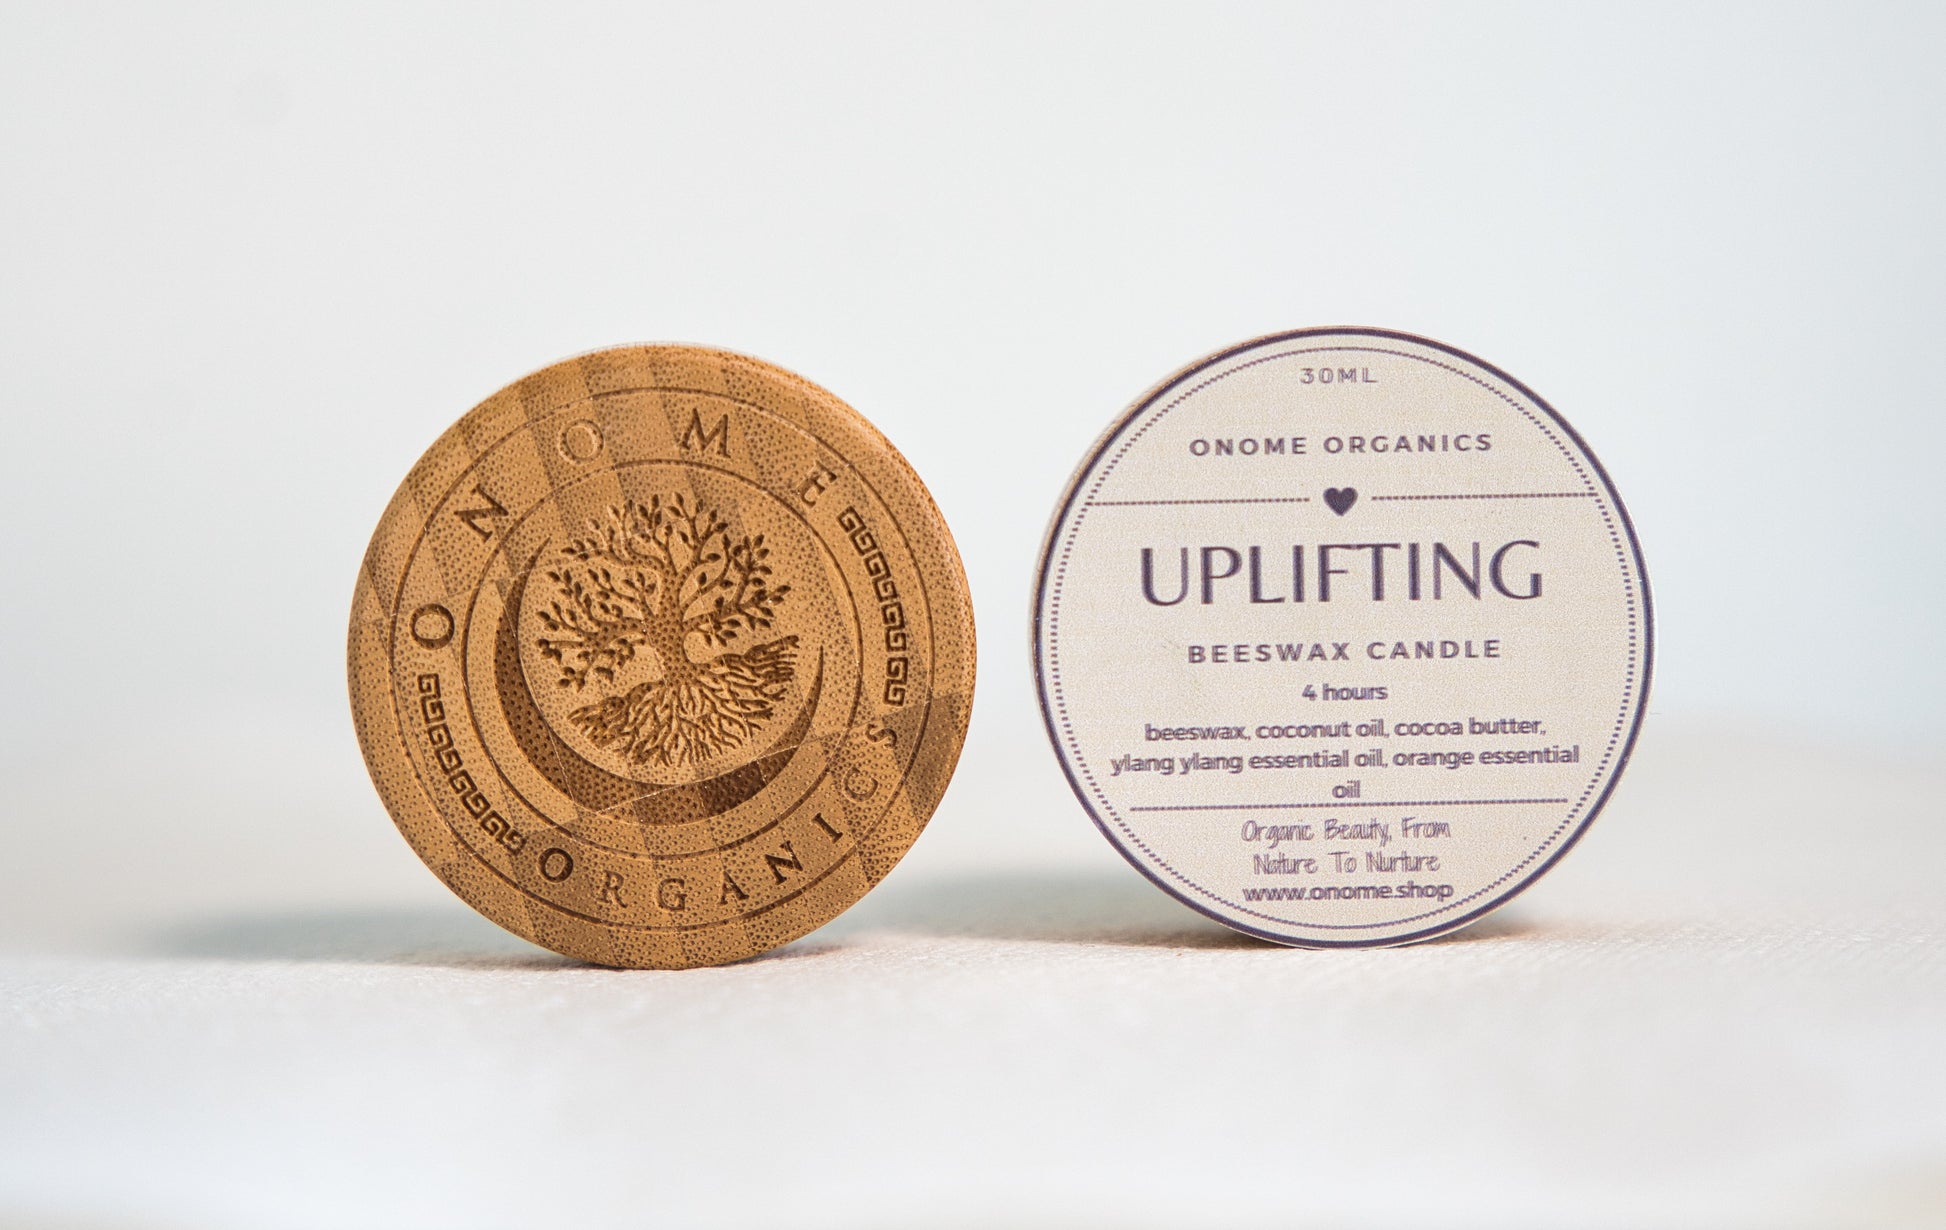 ONOME
ORGANICS
30ML
ONOME ORGANICS
UPLIFTING
BEESWAX CANDLE
4 hours
beeswax, coconut oil, cocoa butter,
ylang ylang essential oil, orange essential
oil
Organic Beauty, From
Nature To Nurture
www.onome.shop